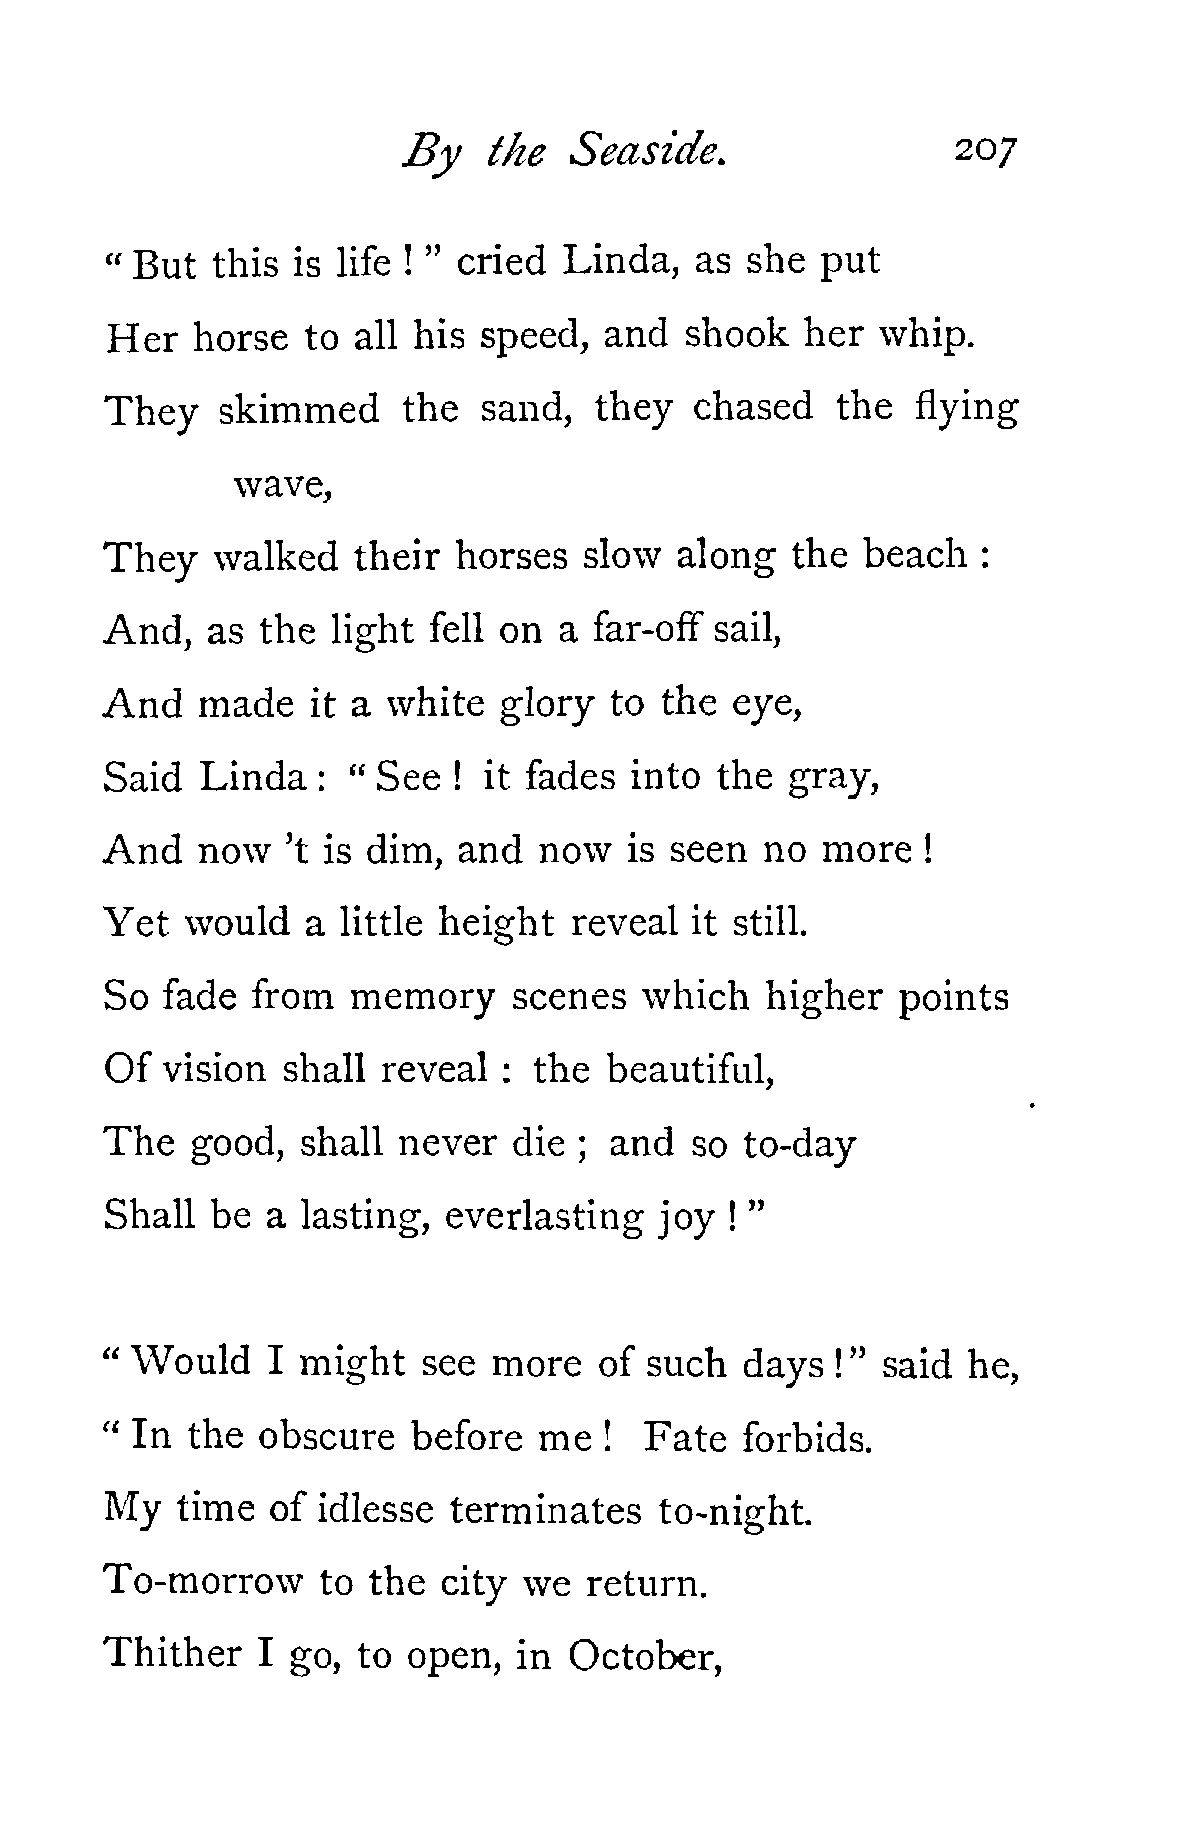 By the Seaside. 207
“ But this is life ! ” cried Linda, as she put
Her horse to all his speed, and shook her whip.
They skimmed the sand, they chased the flying
wave,
They walked their horses slow along the beach :
And, as the light fell on a far-off sail,
And made it a white glory to the eye,
Said Linda : “ See ! it fades into the gray,
And now ’t is dim, and now is seen no more !
Yet would a little height reveal it still.
So fade from memory scenes which higher points
Of vision shall reveal : the beautiful,
The good, shall never die ; and so to-day
Shall be a lasting, everlasting joy ! ”
“ Would I might see more of such days ! ” said he,
“ In the obscure before me ! Fate forbids.
My time of idlesse terminates to-night.
To-morrow to the city we return.
Thither I go, to open, in October,